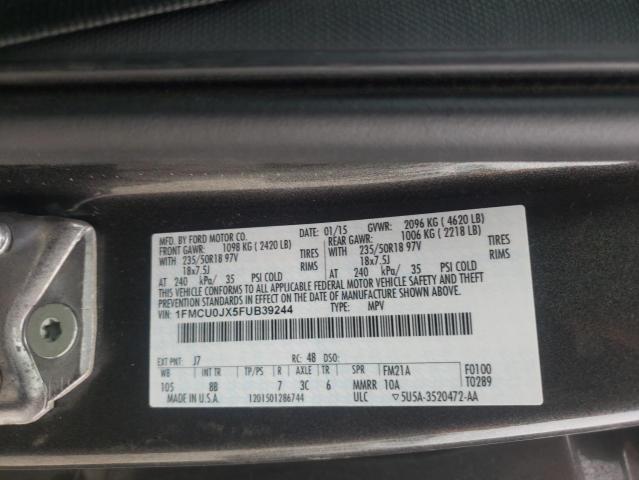 MFD. BY FORD MOTOR CO. DATE: 01/15 GVWR: 2096 KG ( 4620 LB)
FRONT GAWR: 1098 KG ( 2420 LB) REAR GAWR: 1006 KG ( 2218 LB)
WITH 235/50R18 97V TIRES WITH 235/50R18 97V TIRES
18x7.5J RIMS 18x7.5J RIMS
AT 240 kPa/ 35 PSI COLD AT 240 kPa/ 35 PSI COLD
THIS VEHICLE CONFORMS TO ALL APPLICABLE FEDERAL MOTOR VEHICLE SAFETY AND THEFT
PREVENTION STANDARDS IN EFFECT ON THE DATE OF MANUFACTURE SHOWN ABOVE.
VIN: 1FMCU0JX5FUB39244 TYPE: MPV
EXT PNT: J7 RC: 48 DSO:
WB TP/PS R AXLE TR SPR FM21A F0100
105 8B 7 3C 6 MMRR 10A T0289
MADE IN U.S.A. 1201501286744 ULC ▽5U5A-3520472-AA